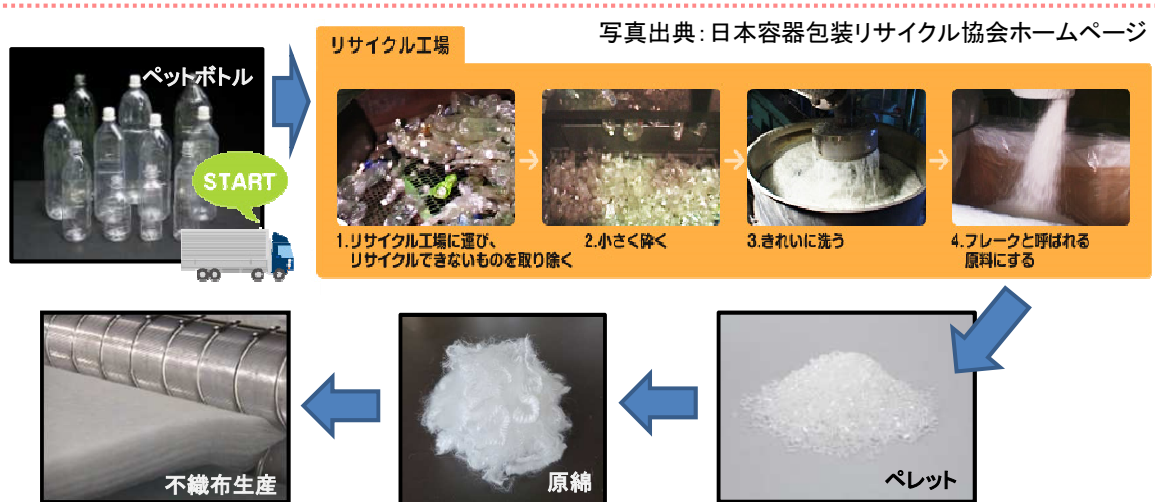 写真出典：日本容器包装リサイクル協会ホームページ
リサイクル工場
ペットボトル
START
1.リサイクル工場に運び、
リサイクルできないものを取り除く
2.小さく砕く
3.きれいに洗う
4.フレークと呼ばれる
原料にする
ペレット
原綿
不織布生産